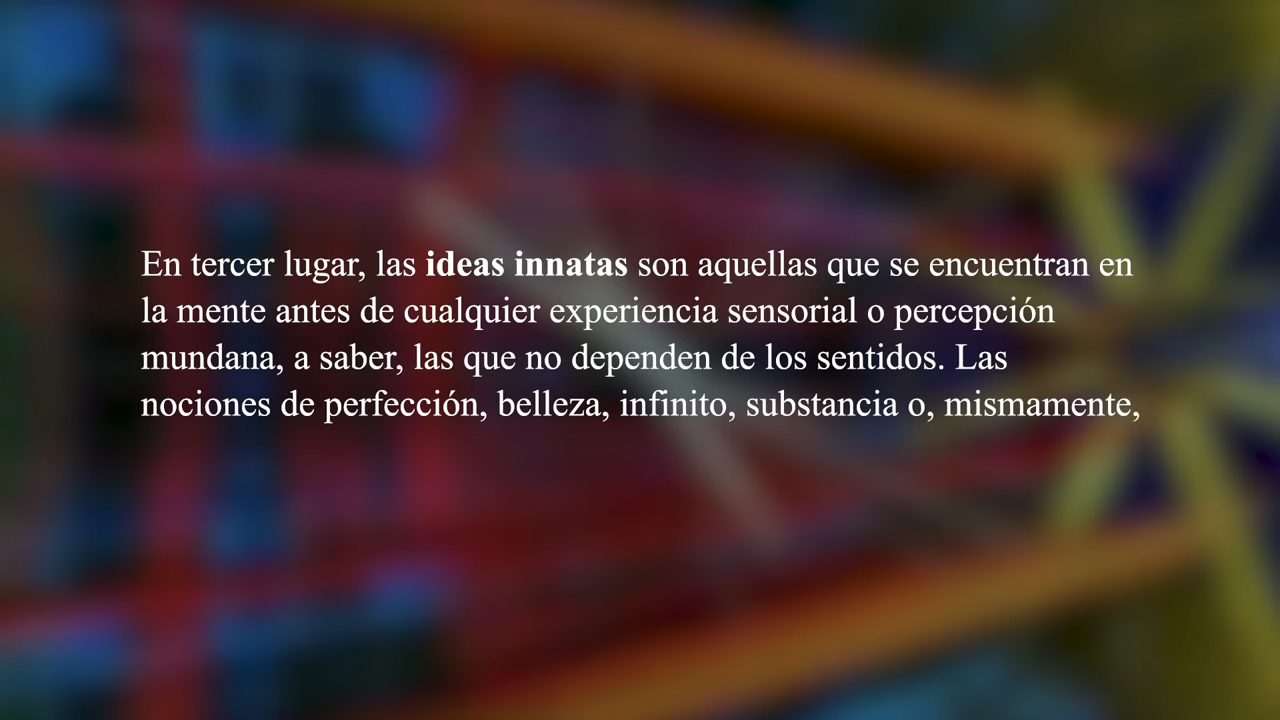 En tercer lugar, las ideas innatas son aquellas que se encuentran en
la mente antes de cualquier experiencia sensorial o percepción
mundana, a saber, las que no dependen de los sentidos. Las
nociones de perfección, belleza, infinito, substancia o, mismamente,